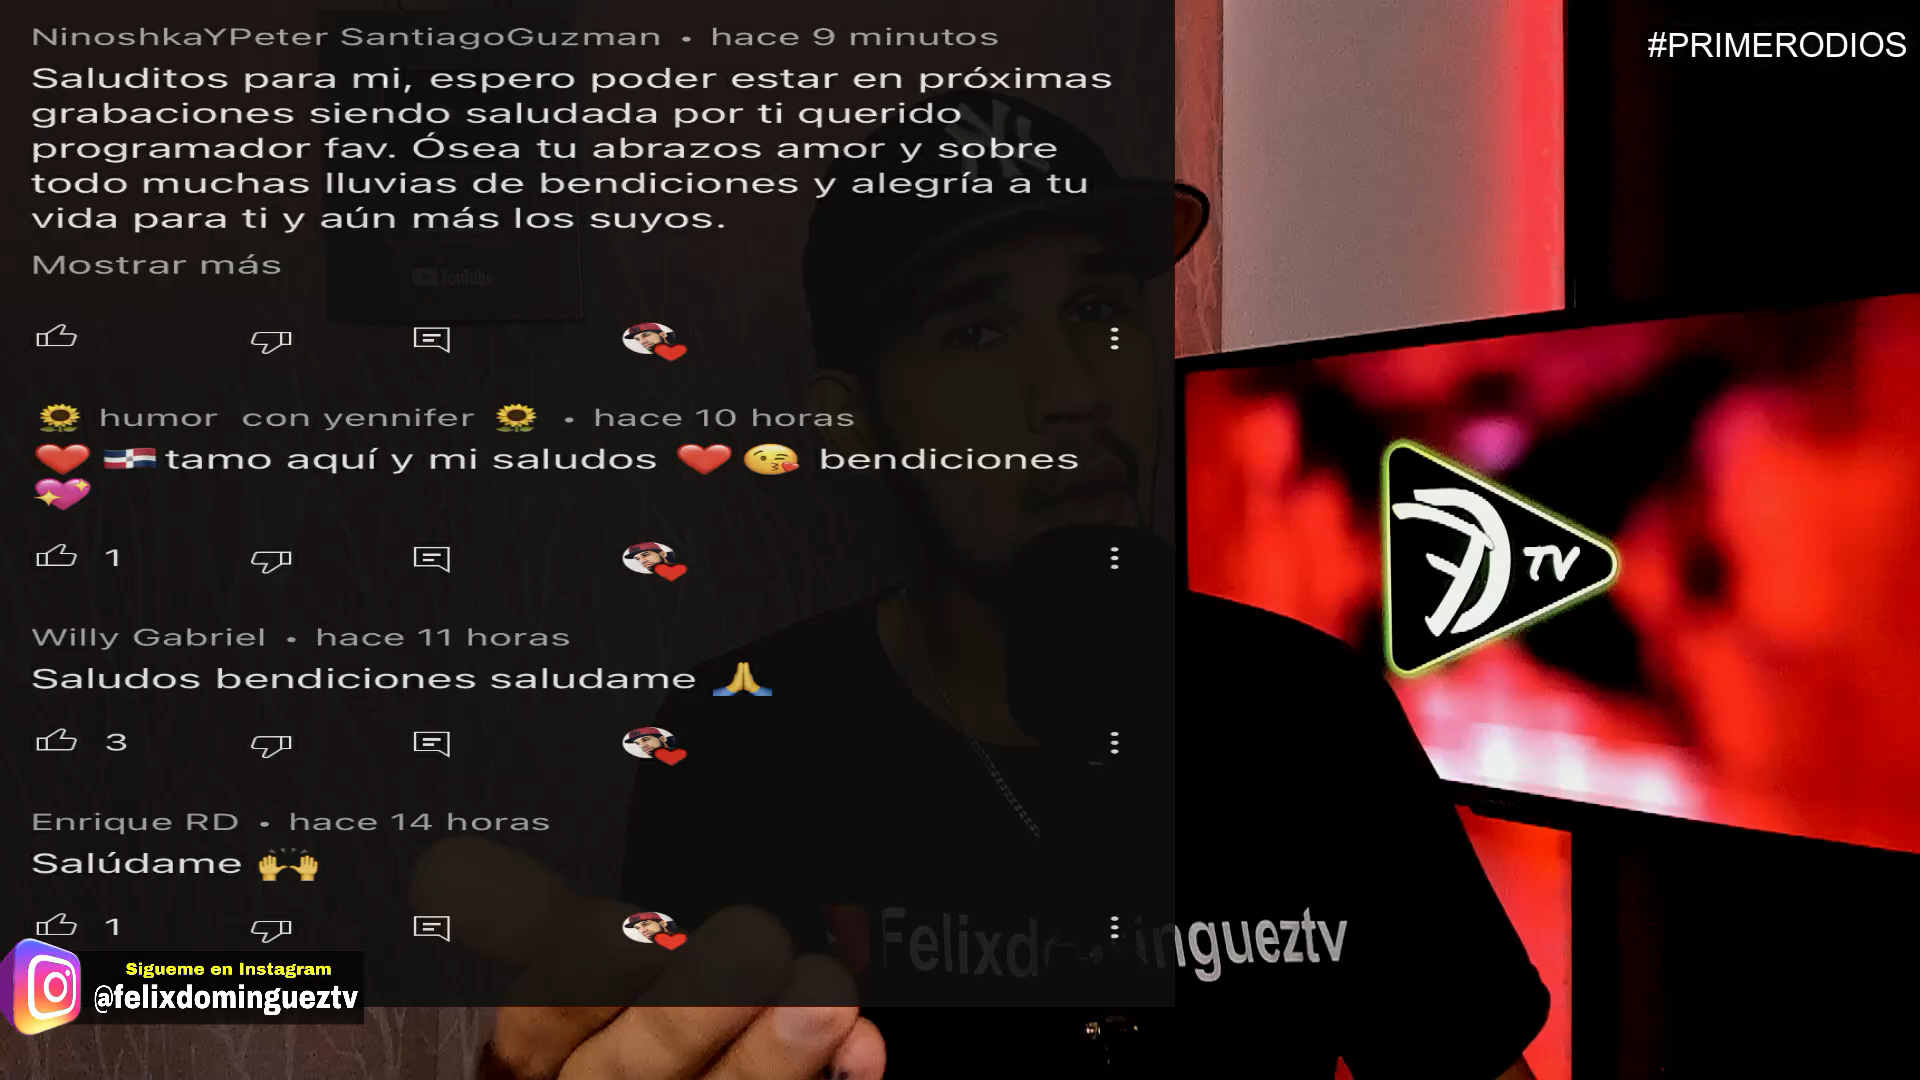 NinoshkaYPeter SantiagoGuzman • hace 9 minutos
#PRIMERODIOS
Saluditos para mi, espero poder estar en próximas
grabaciones siendo saludada por ti querido
programador fav. Ósea tu abrazos amor y sobre
todo muchas lluvias de bendiciones y alegría a tu
vida para ti y aún más los suyos.
Mostrar más
YouTube
🌻 humor con yennifer 🌻 • hace 10 horas
❤️ 🇩🇴 tamo aquí y mi saludos ❤️ 😘 bendiciones
💖
1
TV
Willy Gabriel • hace 11 horas
Saludos bendiciones saludame 🙏
3
Enrique RD • hace 14 horas
Salúdame 🙌
1
Felixdomingueztv
Sigueme en Instagram
@felixdomingueztv